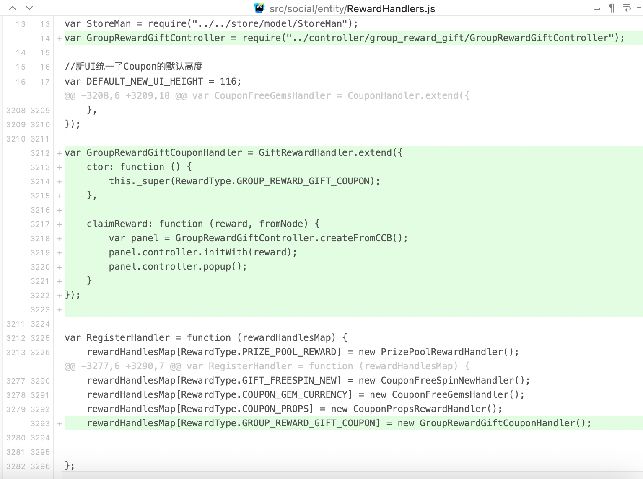 src/social/entity/RewardHandlers.js
13 13 var StoreMan = require("../../store/model/StoreMan");
14 + var GroupRewardGiftController = require("../controller/group_reward_gift/GroupRewardGiftController");
14 15
15 16 //新UI统一了Coupon的默认高度
16 17 var DEFAULT_NEW_UI_HEIGHT = 116;
@@ -3208,6 +3209,18 @@ var CouponFreeGemsHandler = CouponHandler.extend({
3208 3209 },
3209 3210 });
3210 3211
3212 + var GroupRewardGiftCouponHandler = GiftRewardHandler.extend({
3213 + ctor: function () {
3214 + this._super(RewardType.GROUP_REWARD_GIFT_COUPON);
3215 + },
3216 +
3217 + claimReward: function (reward, fromNode) {
3218 + var panel = GroupRewardGiftController.createFromCCB();
3219 + panel.controller.initWith(reward);
3220 + panel.controller.popup();
3221 + }
3222 + });
3223 +
3211 3224
3212 3225 var RegisterHandler = function (rewardHandlesMap) {
3213 3226 rewardHandlesMap[RewardType.PRIZE_POOL_REWARD] = new PrizePoolRewardHandler();
@@ -3277,6 +3290,7 @@ var RegisterHandler = function (rewardHandlesMap) {
3277 3290 rewardHandlesMap[RewardType.GIFT_FREESPIN_NEW] = new CouponFreeSpinNewHandler();
3278 3291 rewardHandlesMap[RewardType.COUPON_GEM_CURRENCY] = new CouponFreeGemsHandler();
3279 3292 rewardHandlesMap[RewardType.COUPON_PROPS] = new CouponPropsRewardHandler();
3293 + rewardHandlesMap[RewardType.GROUP_REWARD_GIFT_COUPON] = new GroupRewardGiftCouponHandler();
3280 3294
3281 3295
3282 3296 };